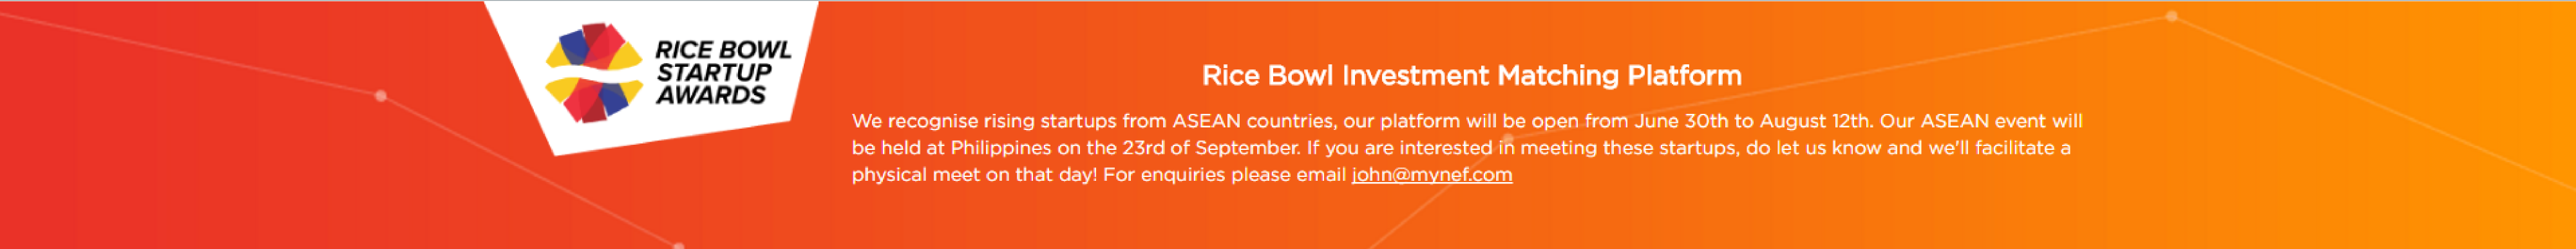 RICE BOWL
STARTUP
AWARDS
Rice Bowl Investment Matching Platform
We recognise rising startups from ASEAN countries, our platform will be open from June 30th to August 12th. Our ASEAN event will
be held at Philippines on the 23rd of September. If you are interested in meeting these startups, do let us know and we'll facilitate a
physical meet on that day! For enquiries please email john@mynef.com